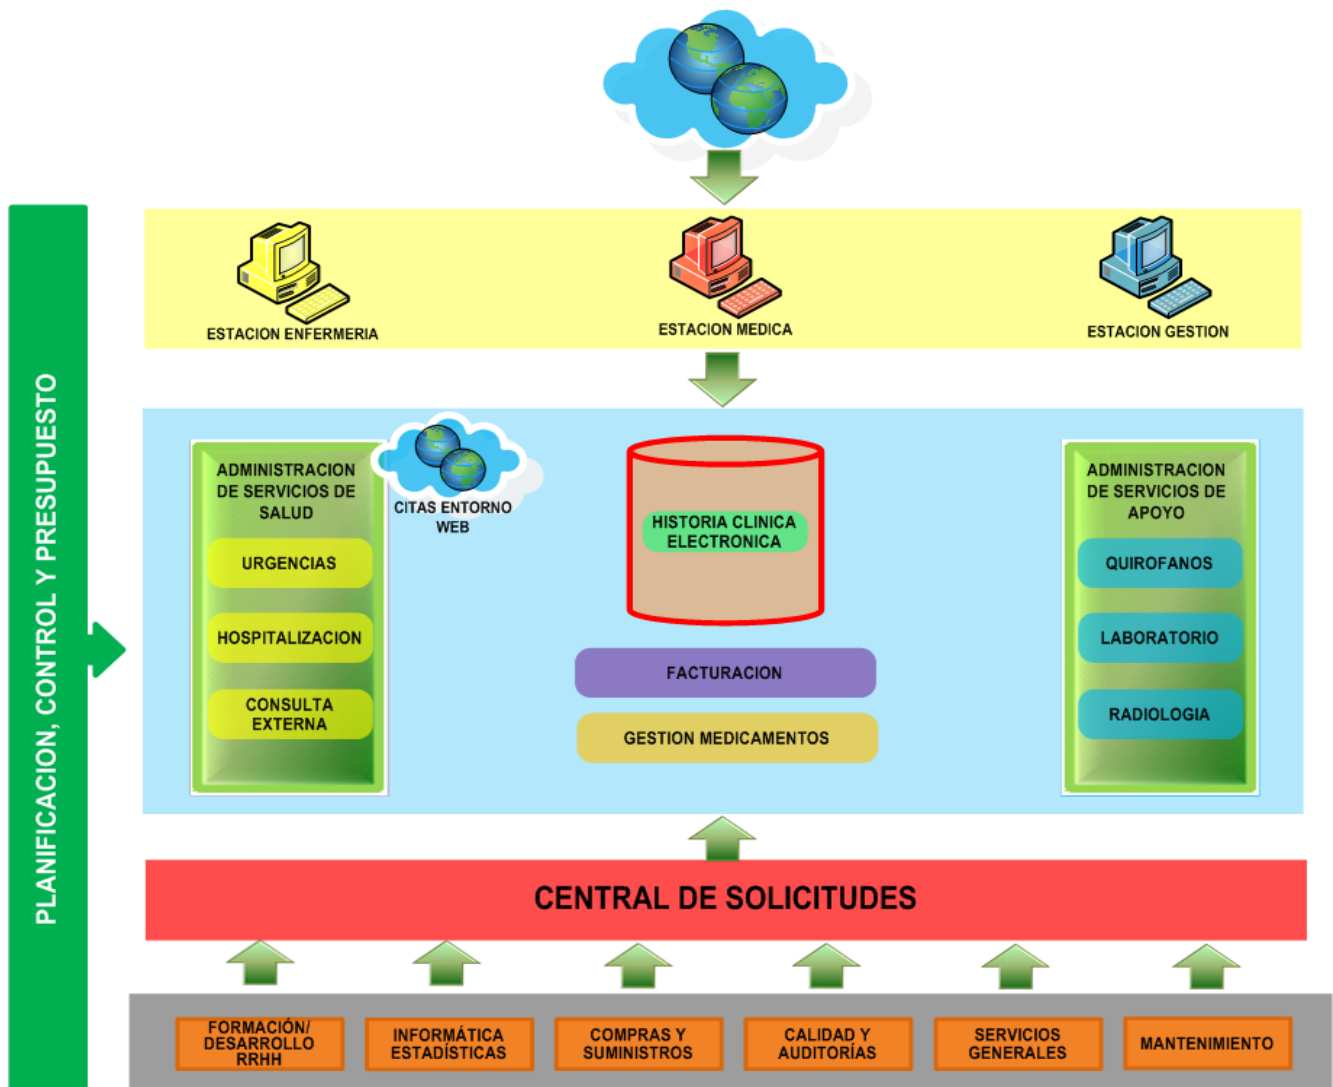 PLANIFICACION, CONTROL Y PRESUPUESTO
ESTACION ENFERMERIA
ESTACION MEDICA
ESTACION GESTION
ADMINISTRACION
DE SERVICIOS DE
SALUD
URGENCIAS
HOSPITALIZACION
CONSULTA
EXTERNA
CITAS ENTORNO
WEB
HISTORIA CLINICA
ELECTRONICA
FACTURACION
GESTION MEDICAMENTOS
ADMINISTRACION
DE SERVICIOS DE
APOYO
QUIROFANOS
LABORATORIO
RADIOLOGIA
CENTRAL DE SOLICITUDES
FORMACIÓN/
DESARROLLO
RRHH
INFORMÁTICA
ESTADÍSTICAS
COMPRAS Y
SUMINISTROS
CALIDAD Y
AUDITORÍAS
SERVICIOS
GENERALES
MANTENIMIENTO